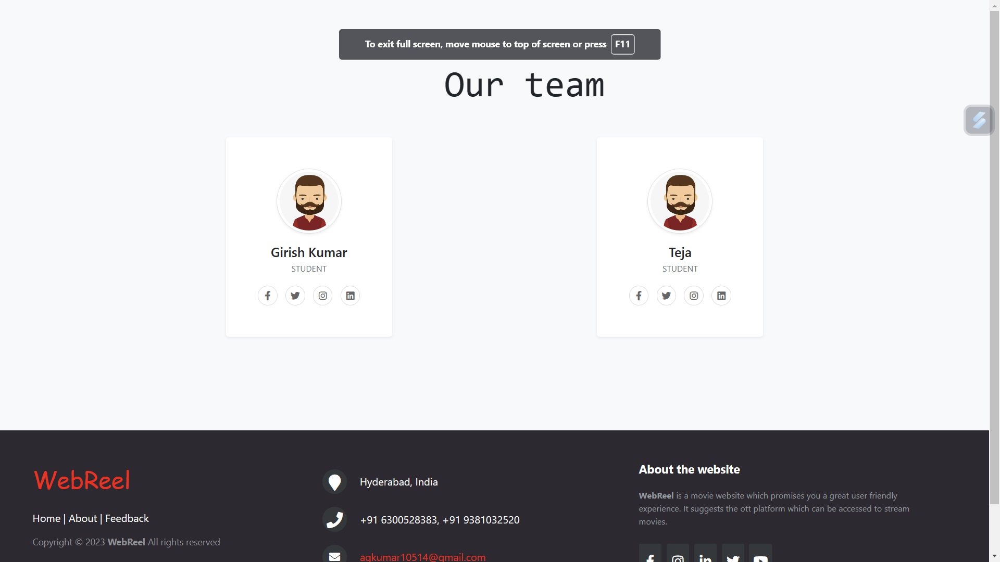 To exit full screen, move mouse to top of screen or press F11
Our team
Girish Kumar
STUDENT
Teja
STUDENT
WebReel
Home | About | Feedback
Copyright © 2023 WebReel All rights reserved
Hyderabad, India
+91 6300528383, +91 9381032520
agkumar10514@gmail.com
About the website
WebReel is a movie website which promises you a great user friendly
experience. It suggests the ott platform which can be accessed to stream
movies.